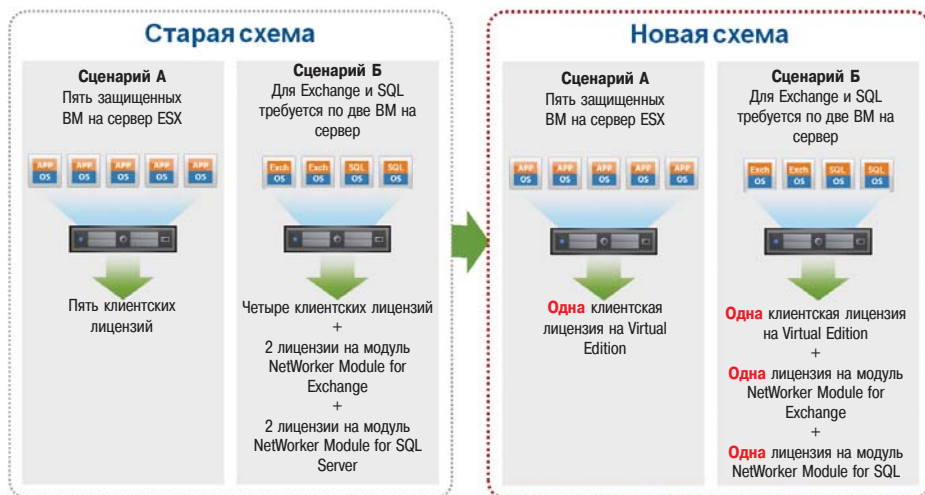 Старая схема
Сценарий А
Пять защищенных
ВМ на сервер ESX
APP APP APP APP APP
OS OS OS OS OS
Пять клиентских
лицензий
Сценарий Б
Для Exchange и SQL
требуется по две ВМ на
сервер
Exch Exch SQL SQL
OS OS OS OS
Четыре клиентских лицензий
+
2 лицензии на модуль
NetWorker Module for
Exchange
+
2 лицензии на модуль
NetWorker Module for SQL
Server
Новая схема
Сценарий А
Пять защищенных
ВМ на сервер ESX
APP APP APP APP APP
OS OS OS OS OS
Одна клиентская
лицензия на Virtual
Edition
Сценарий Б
Для Exchange и SQL
требуется по две ВМ на
сервер
Exch Exch SQL SQL
OS OS OS OS
Одна клиентская лицензия
на Virtual Edition
+
Одна лицензия на модуль
NetWorker Module for
Exchange
+
Одна лицензия на модуль
NetWorker Module for SQL